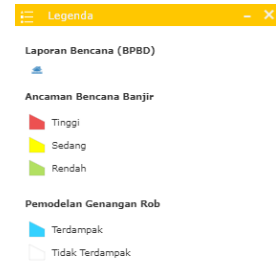 Legenda
Laporan Bencana (BPBD)
Ancaman Bencana Banjir
Tinggi
Sedang
Rendah
Pemodelan Genangan Rob
Terdampak
Tidak Terdampak